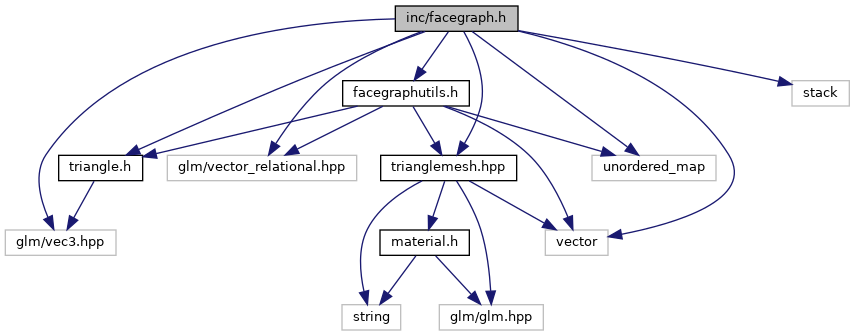 inc/facegraph.h
facegraphutils.h
stack
triangle.h
glm/vector_relational.hpp
trianglemesh.hpp
unordered_map
glm/vec3.hpp
material.h
vector
string
glm/glm.hpp